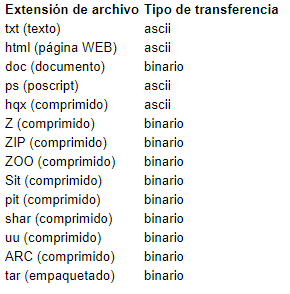 Extensión de archivo Tipo de transferencia
txt (texto) ascii
html (página WEB) ascii
doc (documento) binario
ps (poscript) ascii
hqx (comprimido) ascii
Z (comprimido) binario
ZIP (comprimido) binario
ZOO (comprimido) binario
Sit (comprimido) binario
pit (comprimido) binario
shar (comprimido) binario
uu (comprimido) binario
ARC (comprimido) binario
tar (empaquetado) binario